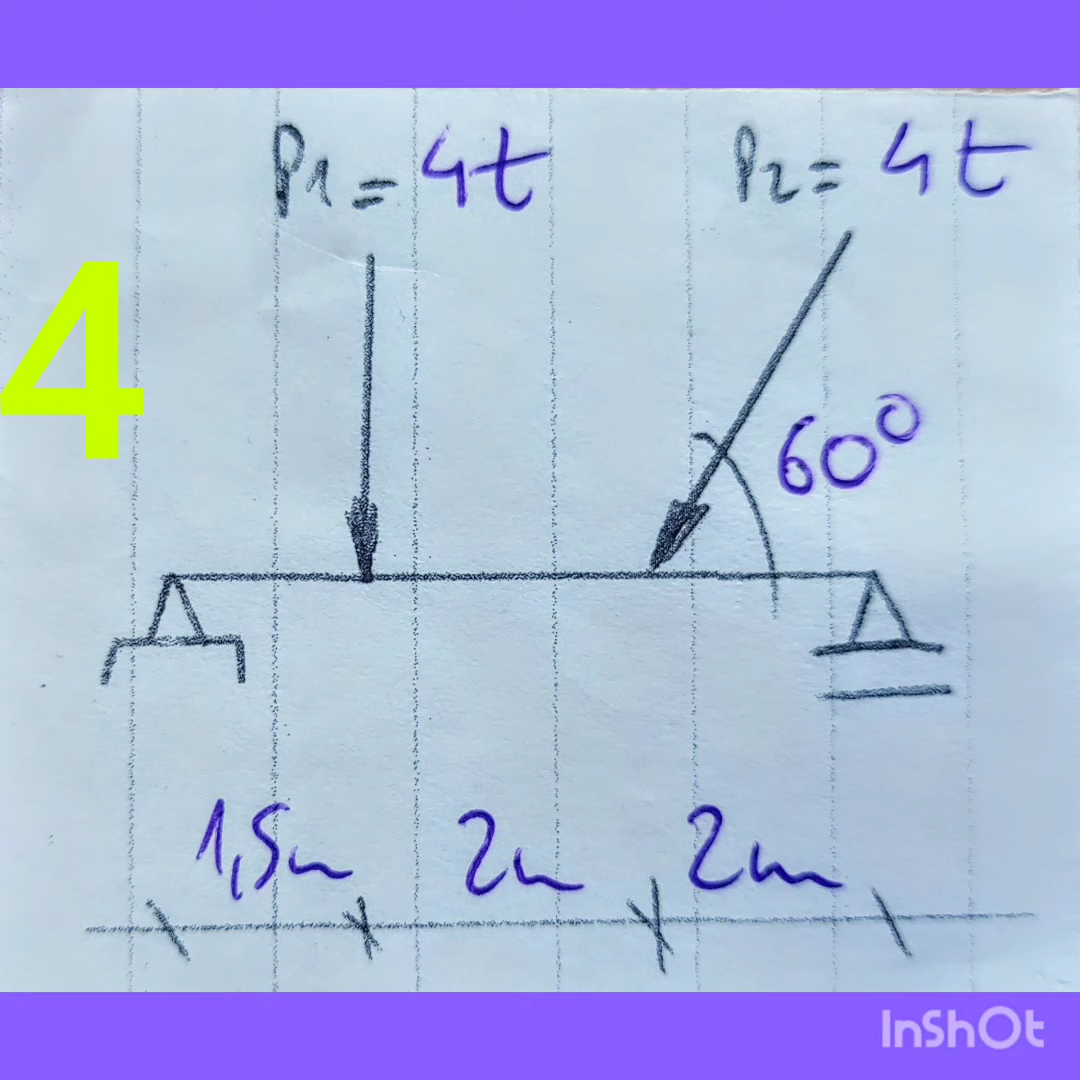 P1 = 4t
P2 = 4t
4
60°
1,5m
2m
2m
InShOt